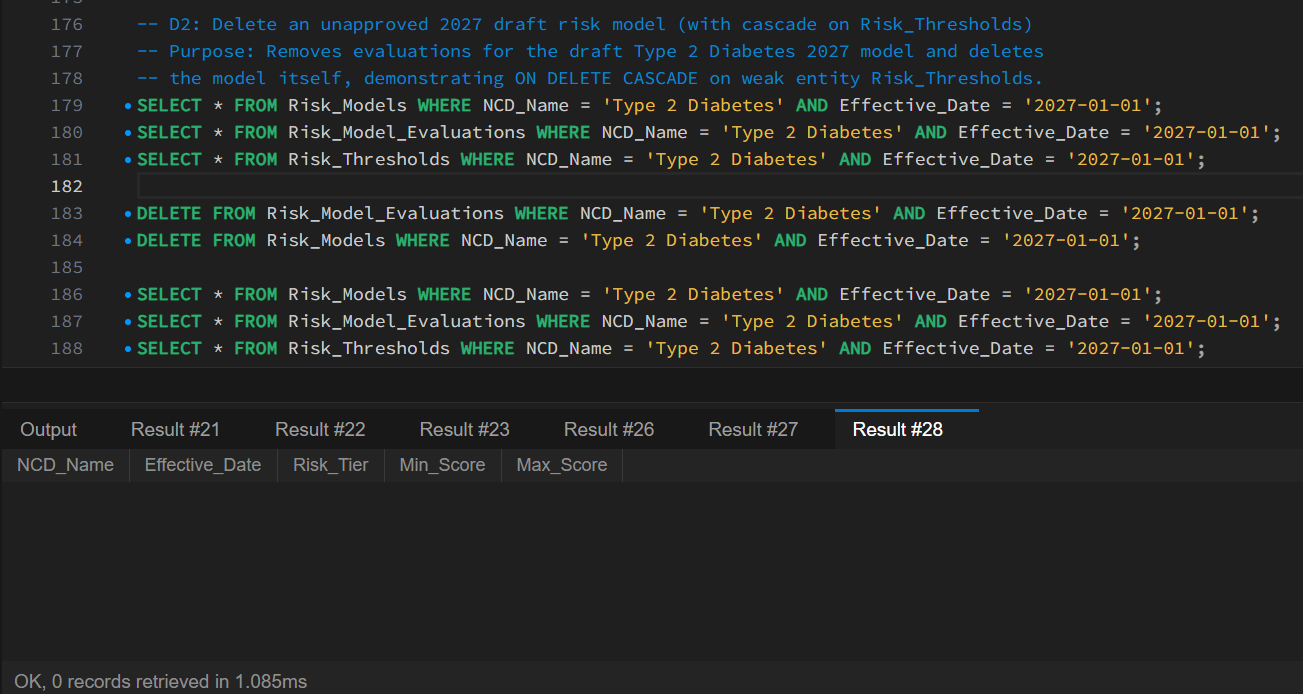 175
176 -- D2: Delete an unapproved 2027 draft risk model (with cascade on Risk_Thresholds)
177 -- Purpose: Removes evaluations for the draft Type 2 Diabetes 2027 model and deletes
178 -- the model itself, demonstrating ON DELETE CASCADE on weak entity Risk_Thresholds.
179 SELECT * FROM Risk_Models WHERE NCD_Name = 'Type 2 Diabetes' AND Effective_Date = '2027-01-01';
180 SELECT * FROM Risk_Model_Evaluations WHERE NCD_Name = 'Type 2 Diabetes' AND Effective_Date = '2027-01-01';
181 SELECT * FROM Risk_Thresholds WHERE NCD_Name = 'Type 2 Diabetes' AND Effective_Date = '2027-01-01';
182
183 DELETE FROM Risk_Model_Evaluations WHERE NCD_Name = 'Type 2 Diabetes' AND Effective_Date = '2027-01-01';
184 DELETE FROM Risk_Models WHERE NCD_Name = 'Type 2 Diabetes' AND Effective_Date = '2027-01-01';
185
186 SELECT * FROM Risk_Models WHERE NCD_Name = 'Type 2 Diabetes' AND Effective_Date = '2027-01-01';
187 SELECT * FROM Risk_Model_Evaluations WHERE NCD_Name = 'Type 2 Diabetes' AND Effective_Date = '2027-01-01';
188 SELECT * FROM Risk_Thresholds WHERE NCD_Name = 'Type 2 Diabetes' AND Effective_Date = '2027-01-01';
Output Result #21 Result #22 Result #23 Result #26 Result #27 Result #28
NCD_Name Effective_Date Risk_Tier Min_Score Max_Score
OK, 0 records retrieved in 1.085ms